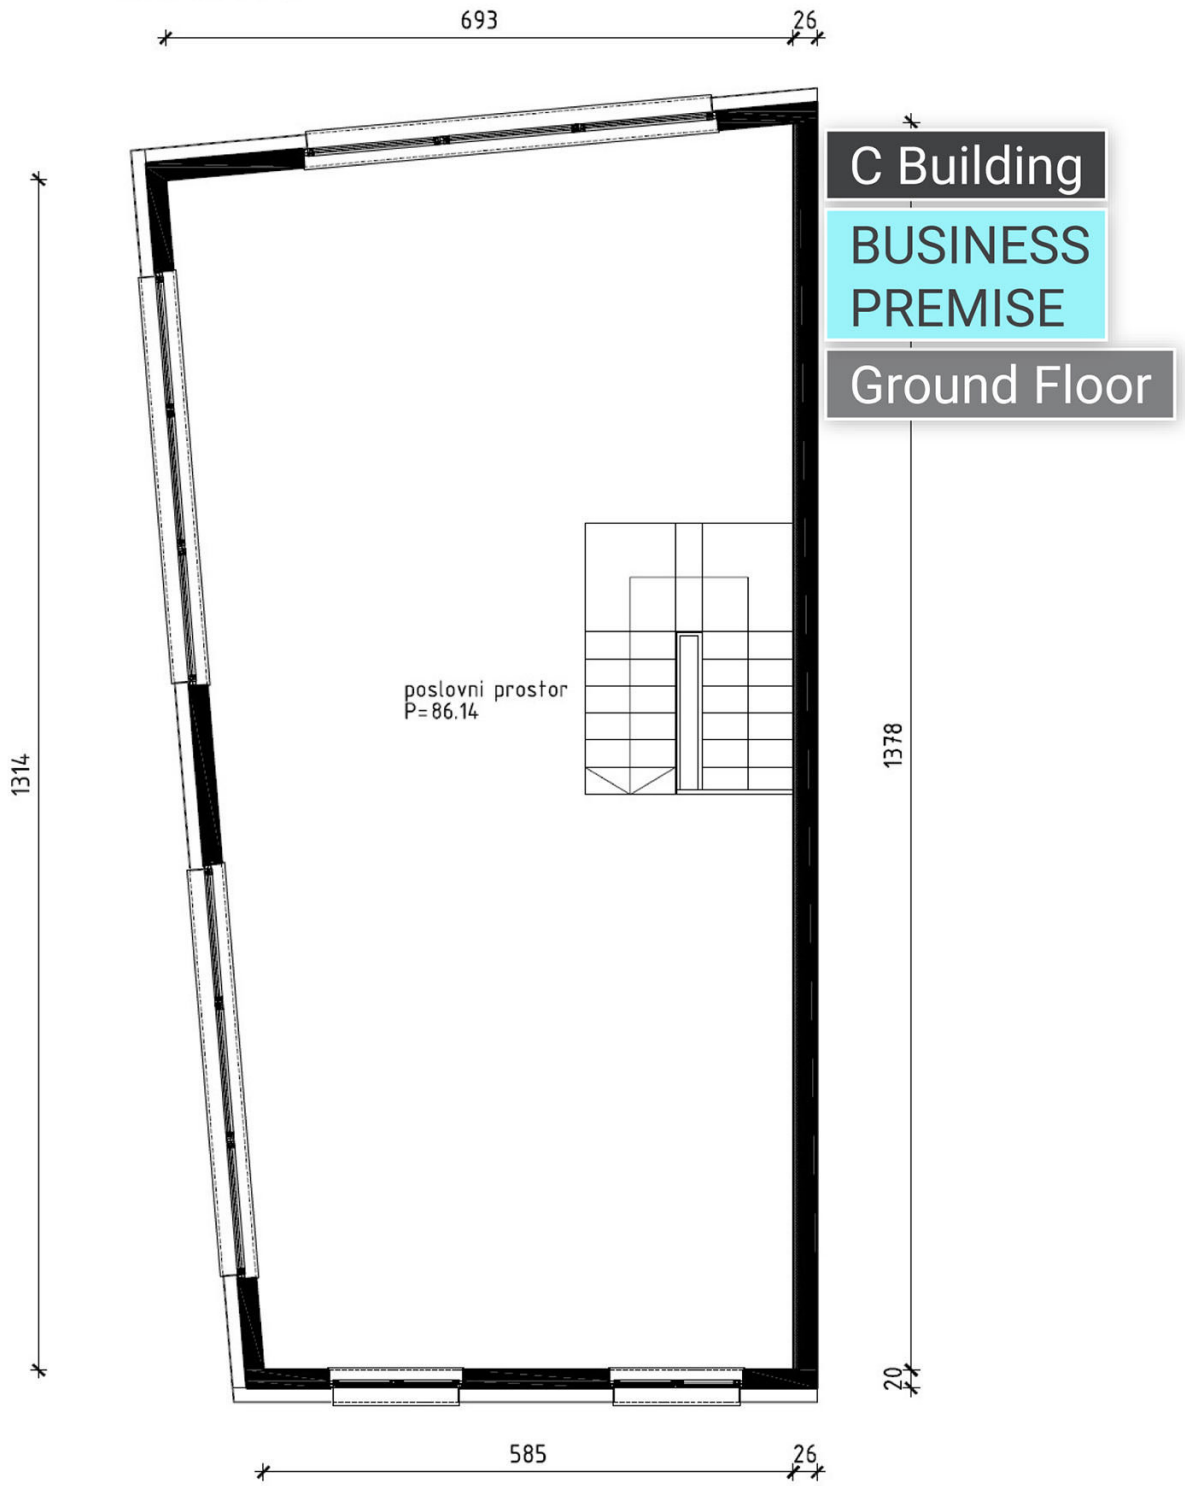 693
26
C Building
BUSINESS
PREMISE
Ground Floor
poslovni prostor
P=86.14
1314
1378
20
585
26